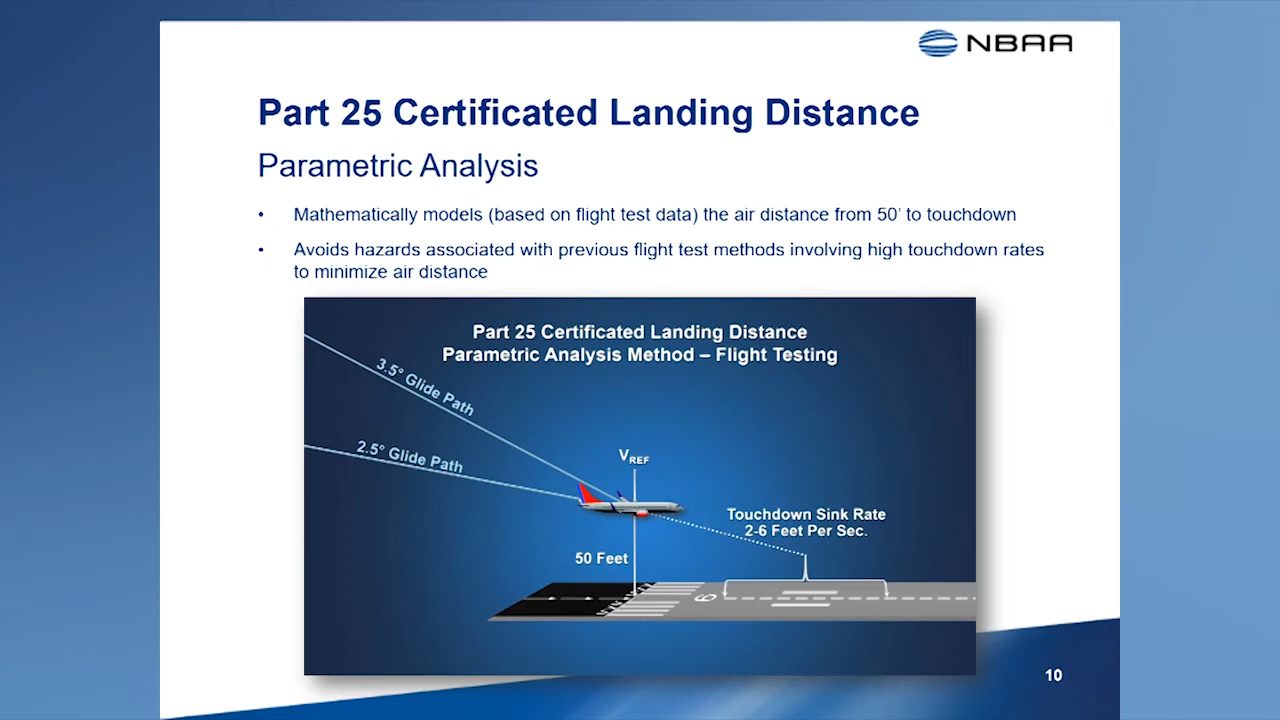 NBAA
Part 25 Certificated Landing Distance
Parametric Analysis
• Mathematically models (based on flight test data) the air distance from 50' to touchdown
• Avoids hazards associated with previous flight test methods involving high touchdown rates
to minimize air distance
Part 25 Certificated Landing Distance
Parametric Analysis Method – Flight Testing
3.5° Glide Path
2.5° Glide Path
VREF
Touchdown Sink Rate
2-6 Feet Per Sec.
50 Feet
9
10